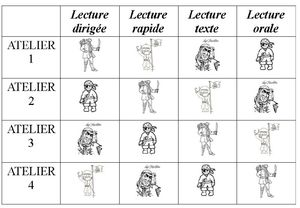 Lecture dirigée
Lecture rapide
Lecture texte
Lecture orale
ATELIER 1
ATELIER 2
ATELIER 3
ATELIER 4